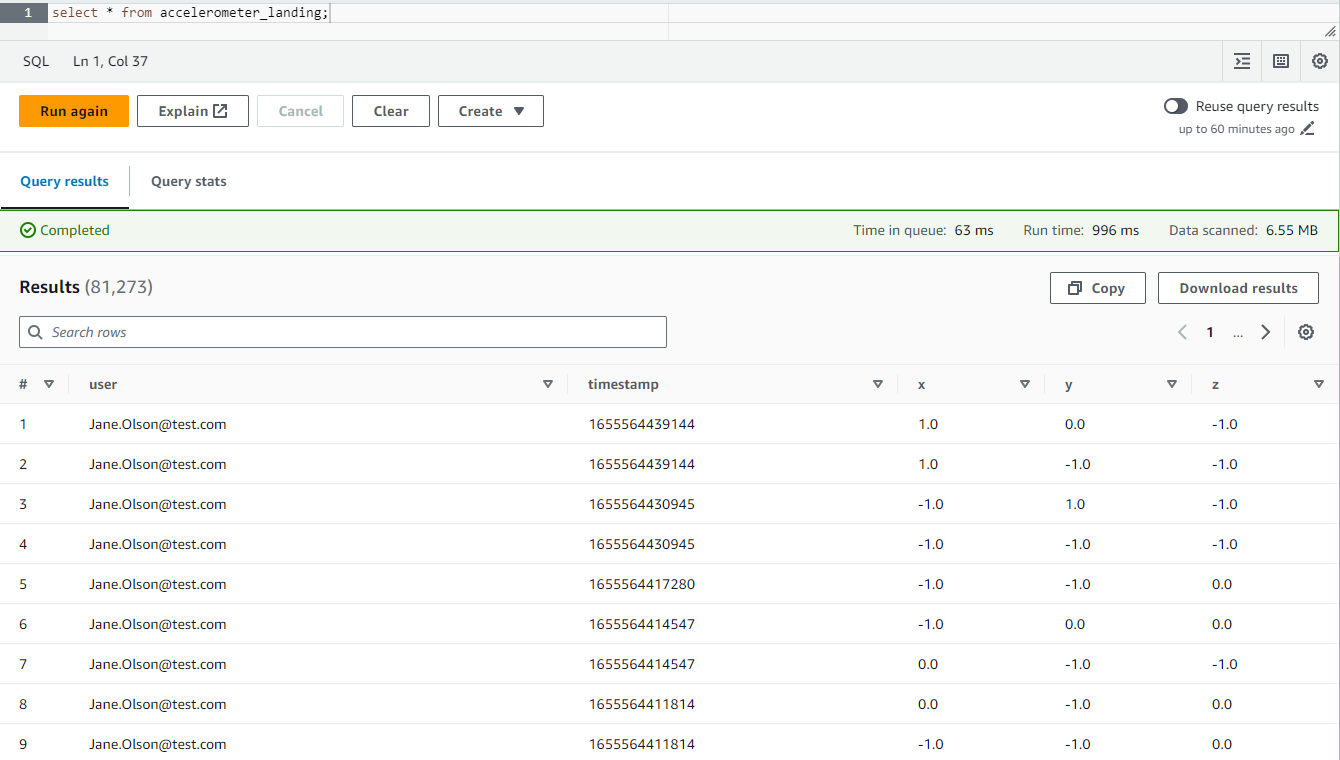 1 select * from accelerometer_landing;
SQL Ln 1, Col 37
Run again Explain Cancel Clear Create Reuse query results
up to 60 minutes ago
Query results Query stats
Completed Time in queue: 63 ms Run time: 996 ms Data scanned: 6.55 MB
Results (81,273) Copy Download results
Search rows 1 ...
# user timestamp x y z
1 Jane.Olson@test.com 1655564439144 1.0 0.0 -1.0
2 Jane.Olson@test.com 1655564439144 1.0 -1.0 -1.0
3 Jane.Olson@test.com 1655564430945 -1.0 1.0 -1.0
4 Jane.Olson@test.com 1655564430945 -1.0 -1.0 -1.0
5 Jane.Olson@test.com 1655564417280 -1.0 -1.0 0.0
6 Jane.Olson@test.com 1655564414547 -1.0 0.0 0.0
7 Jane.Olson@test.com 1655564414547 0.0 -1.0 -1.0
8 Jane.Olson@test.com 1655564411814 0.0 -1.0 0.0
9 Jane.Olson@test.com 1655564411814 -1.0 -1.0 0.0